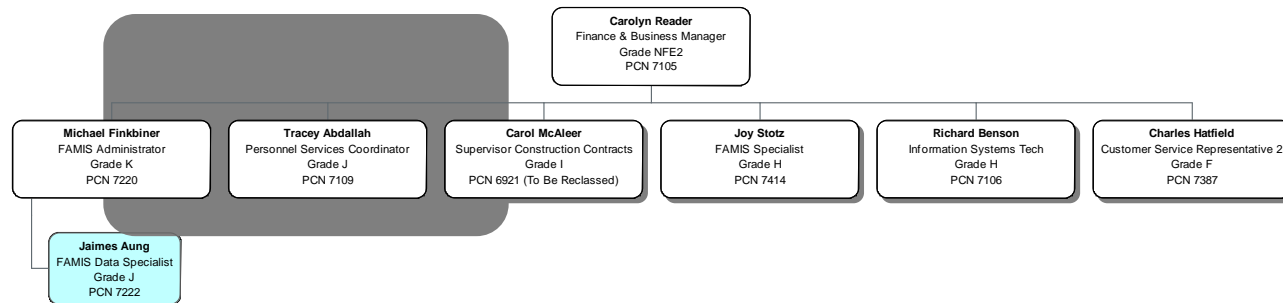 Carolyn Reader
Finance & Business Manager
Grade NFE2
PCN 7105
Michael Finkbiner
FAMIS Administrator
Grade K
PCN 7220
Tracey Abdallah
Personnel Services Coordinator
Grade J
PCN 7109
Carol McAleer
Supervisor Construction Contracts
Grade I
PCN 6921 (To Be Reclassed)
Joy Stotz
FAMIS Specialist
Grade H
PCN 7414
Richard Benson
Information Systems Tech
Grade H
PCN 7106
Charles Hatfield
Customer Service Representative 2
Grade F
PCN 7387
Jaimes Aung
FAMIS Data Specialist
Grade J
PCN 7222